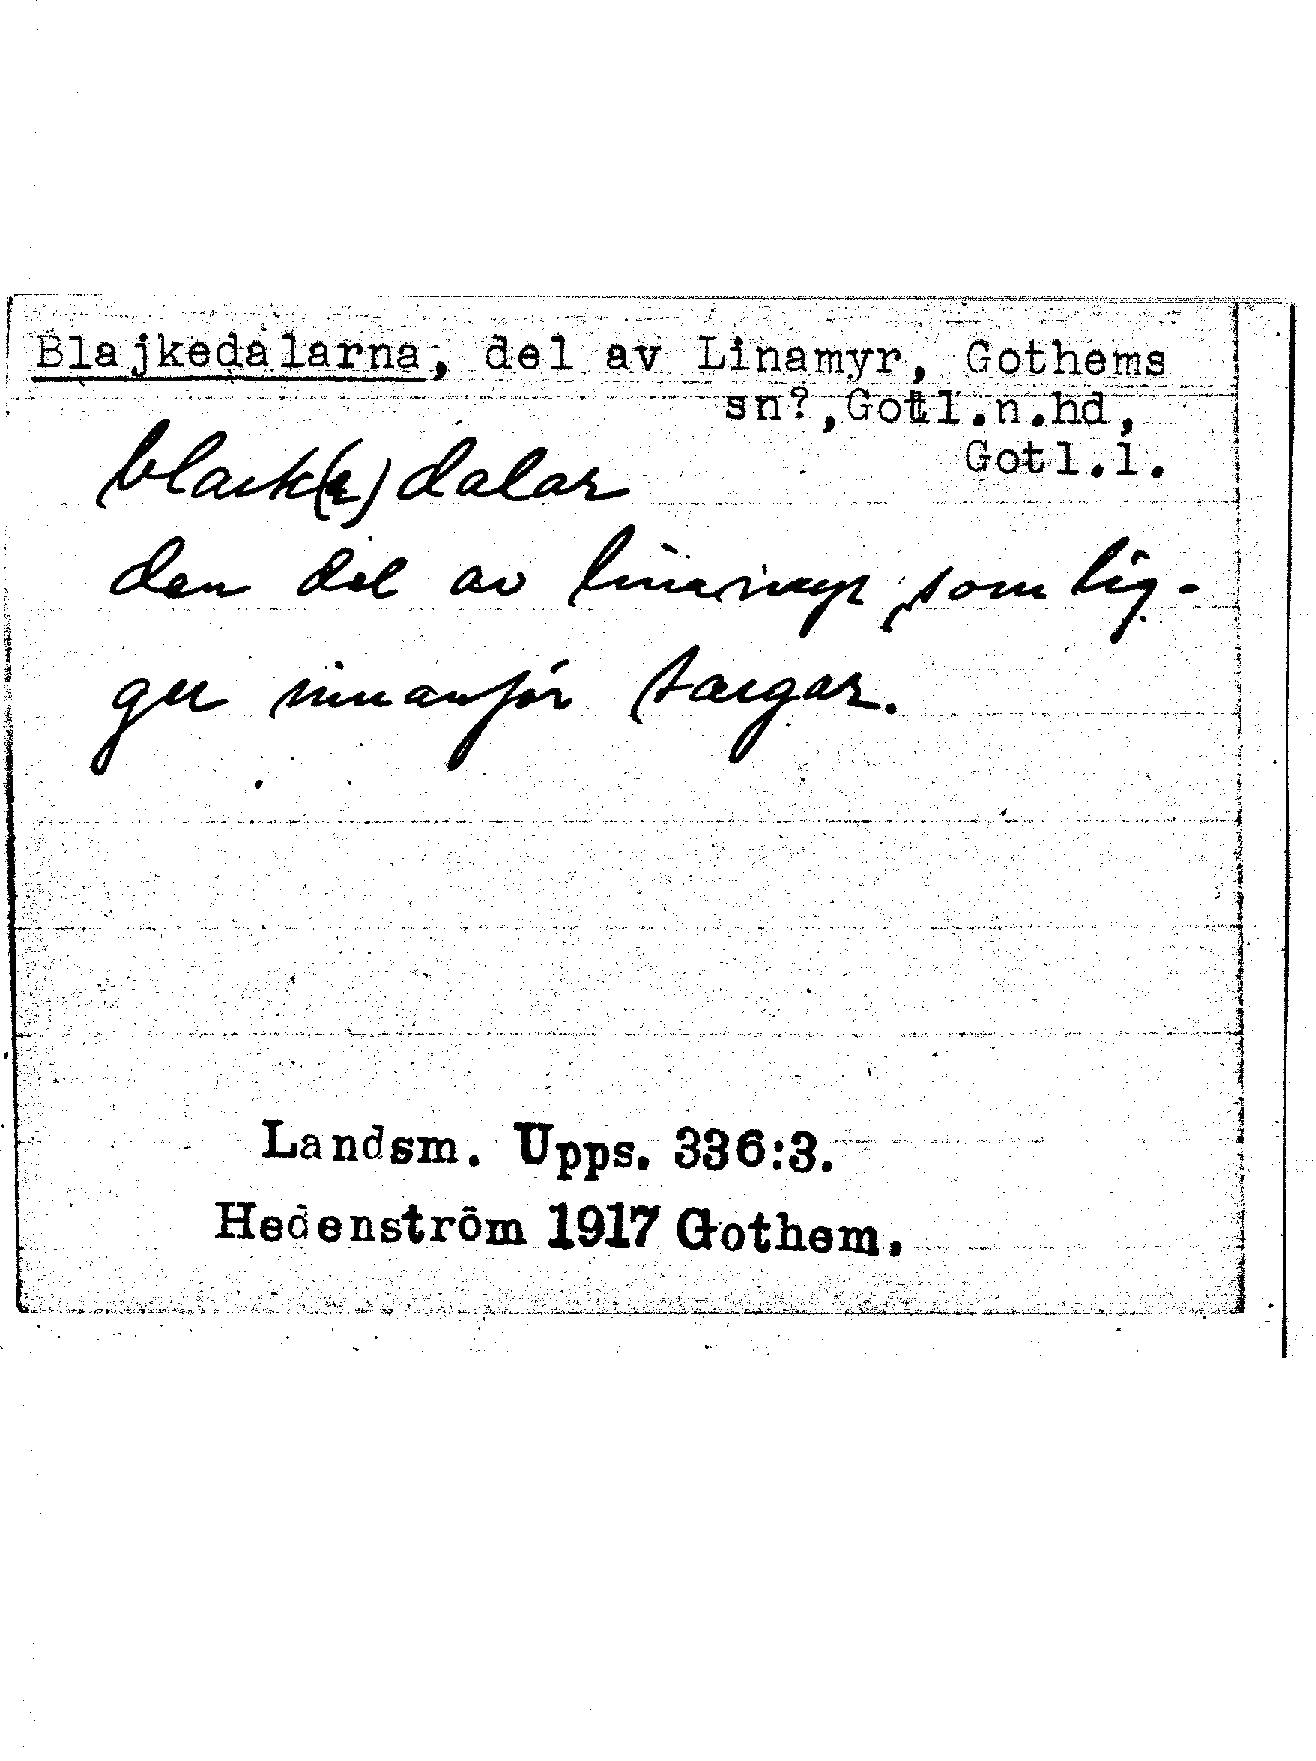 Blajkedalarna, del av Linamyr, Gothems
sn?, Gotl.n.hd,
Gotl.l.
blaik(e)dalar
den del av linamyr, som lig-
ger innanför taigar.
Landsm. Upps. 336:3.
Hedenström 1917 Gothem.